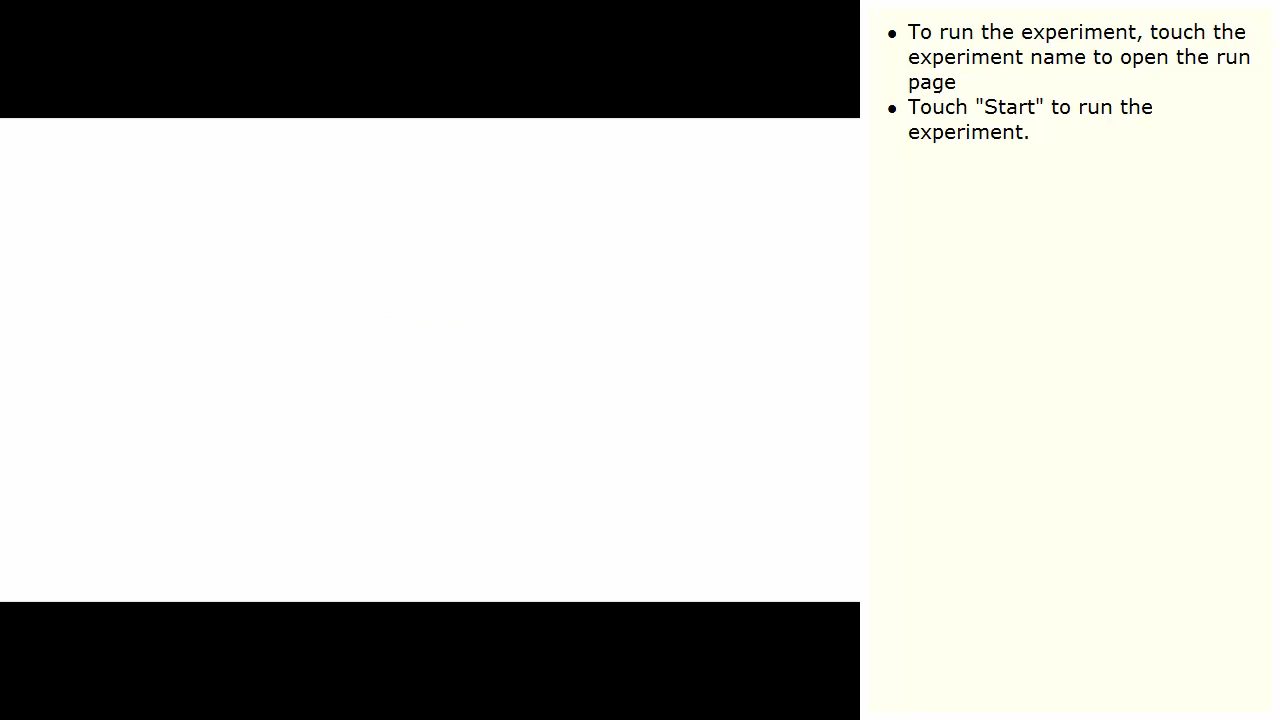 • To run the experiment, touch the
experiment name to open the run
page
• Touch "Start" to run the
experiment.